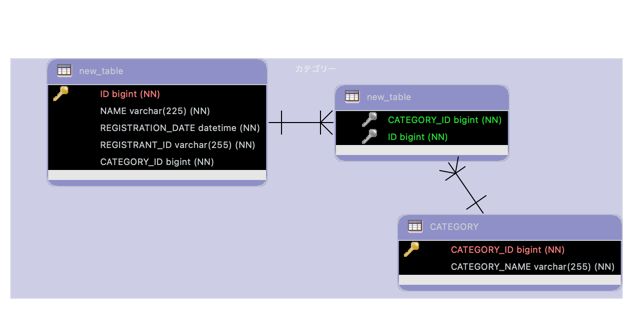 カテゴリー
new_table
ID bigint (NN)
NAME varchar(225) (NN)
REGISTRATION_DATE datetime (NN)
REGISTRANT_ID varchar(255) (NN)
CATEGORY_ID bigint (NN)
new_table
CATEGORY_ID bigint (NN)
ID bigint (NN)
CATEGORY
CATEGORY_ID bigint (NN)
CATEGORY_NAME varchar(255) (NN)